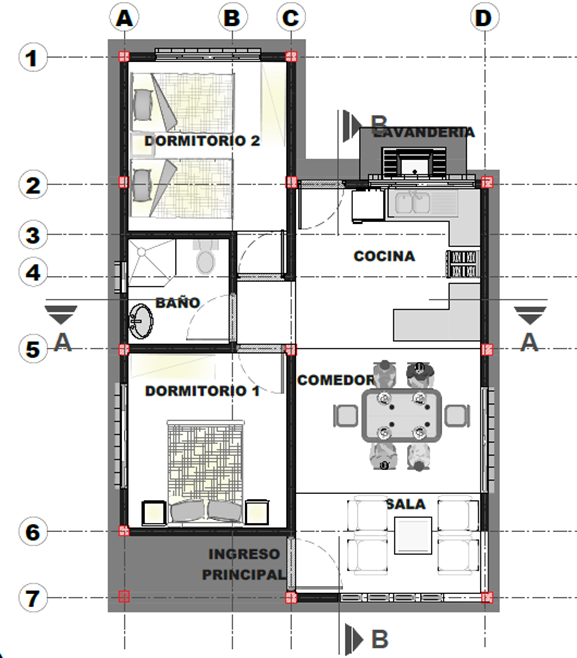 A B C D
1
B
LAVANDERIA
DORMITORIO 2
2
3
COCINA
4
BAÑO
A A
5
COMEDOR
DORMITORIO 1
SALA
6
INGRESO
PRINCIPAL
7
B